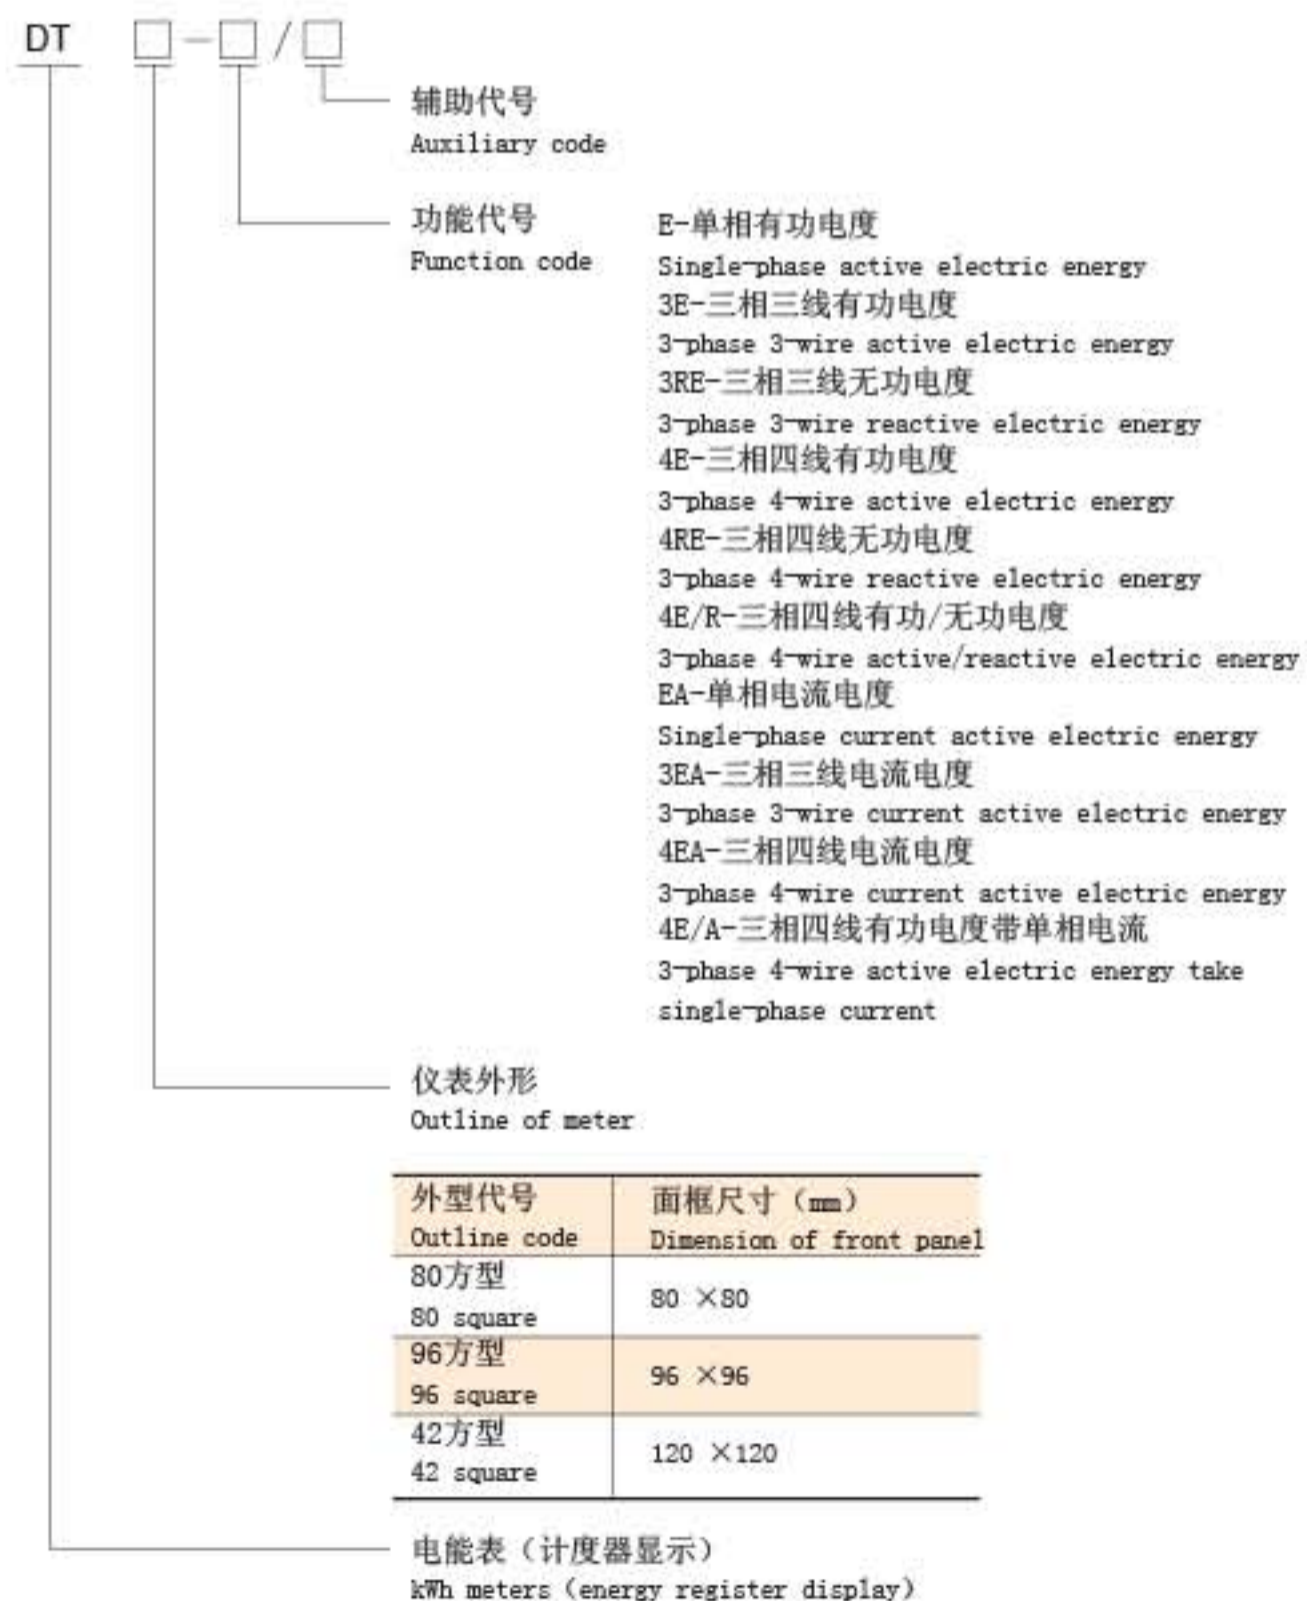 DT □-□/□
辅助代号
Auxiliary code
功能代号
Function code
E-单相有功电度
Single-phase active electric energy
3E-三相三线有功电度
3-phase 3-wire active electric energy
3RE-三相三线无功电度
3-phase 3-wire reactive electric energy
4E-三相四线有功电度
3-phase 4-wire active electric energy
4RE-三相四线无功电度
3-phase 4-wire reactive electric energy
4E/R-三相四线有功/无功电度
3-phase 4-wire active/reactive electric energy
EA-单相电流电度
Single-phase current active electric energy
3EA-三相三线电流电度
3-phase 3-wire current active electric energy
4EA-三相四线电流电度
3-phase 4-wire current active electric energy
4E/A-三相四线有功电度带单相电流
3-phase 4-wire active electric energy take
single-phase current
仪表外形
Outline of meter
外型代号 面框尺寸（mm）
Outline code Dimension of front panel
80方型
80 square
80 ×80
96方型
96 square
96 ×96
42方型
42 square
120 ×120
电能表（计度器显示）
kWh meters（energy register display）